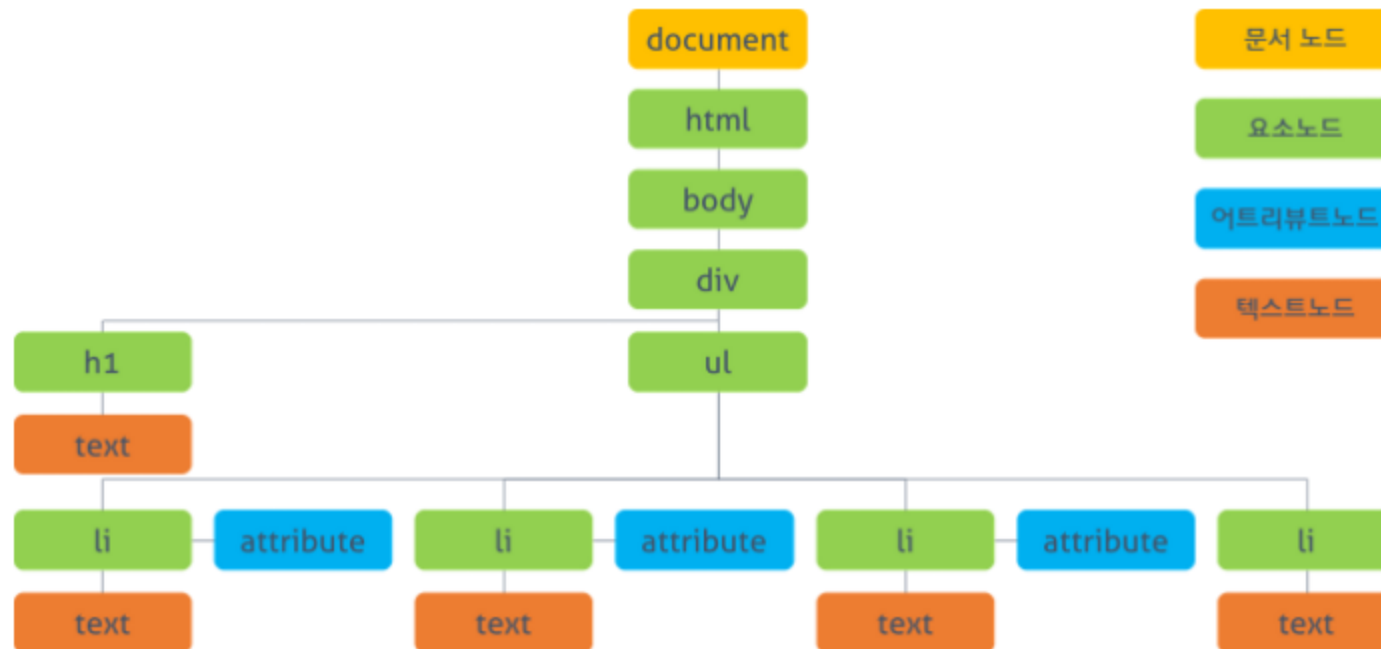 document
문서 노드
html
요소노드
body
어트리뷰트노드
div
텍스트노드
h1
ul
text
li
attribute
li
attribute
li
attribute
li
text
text
text
text